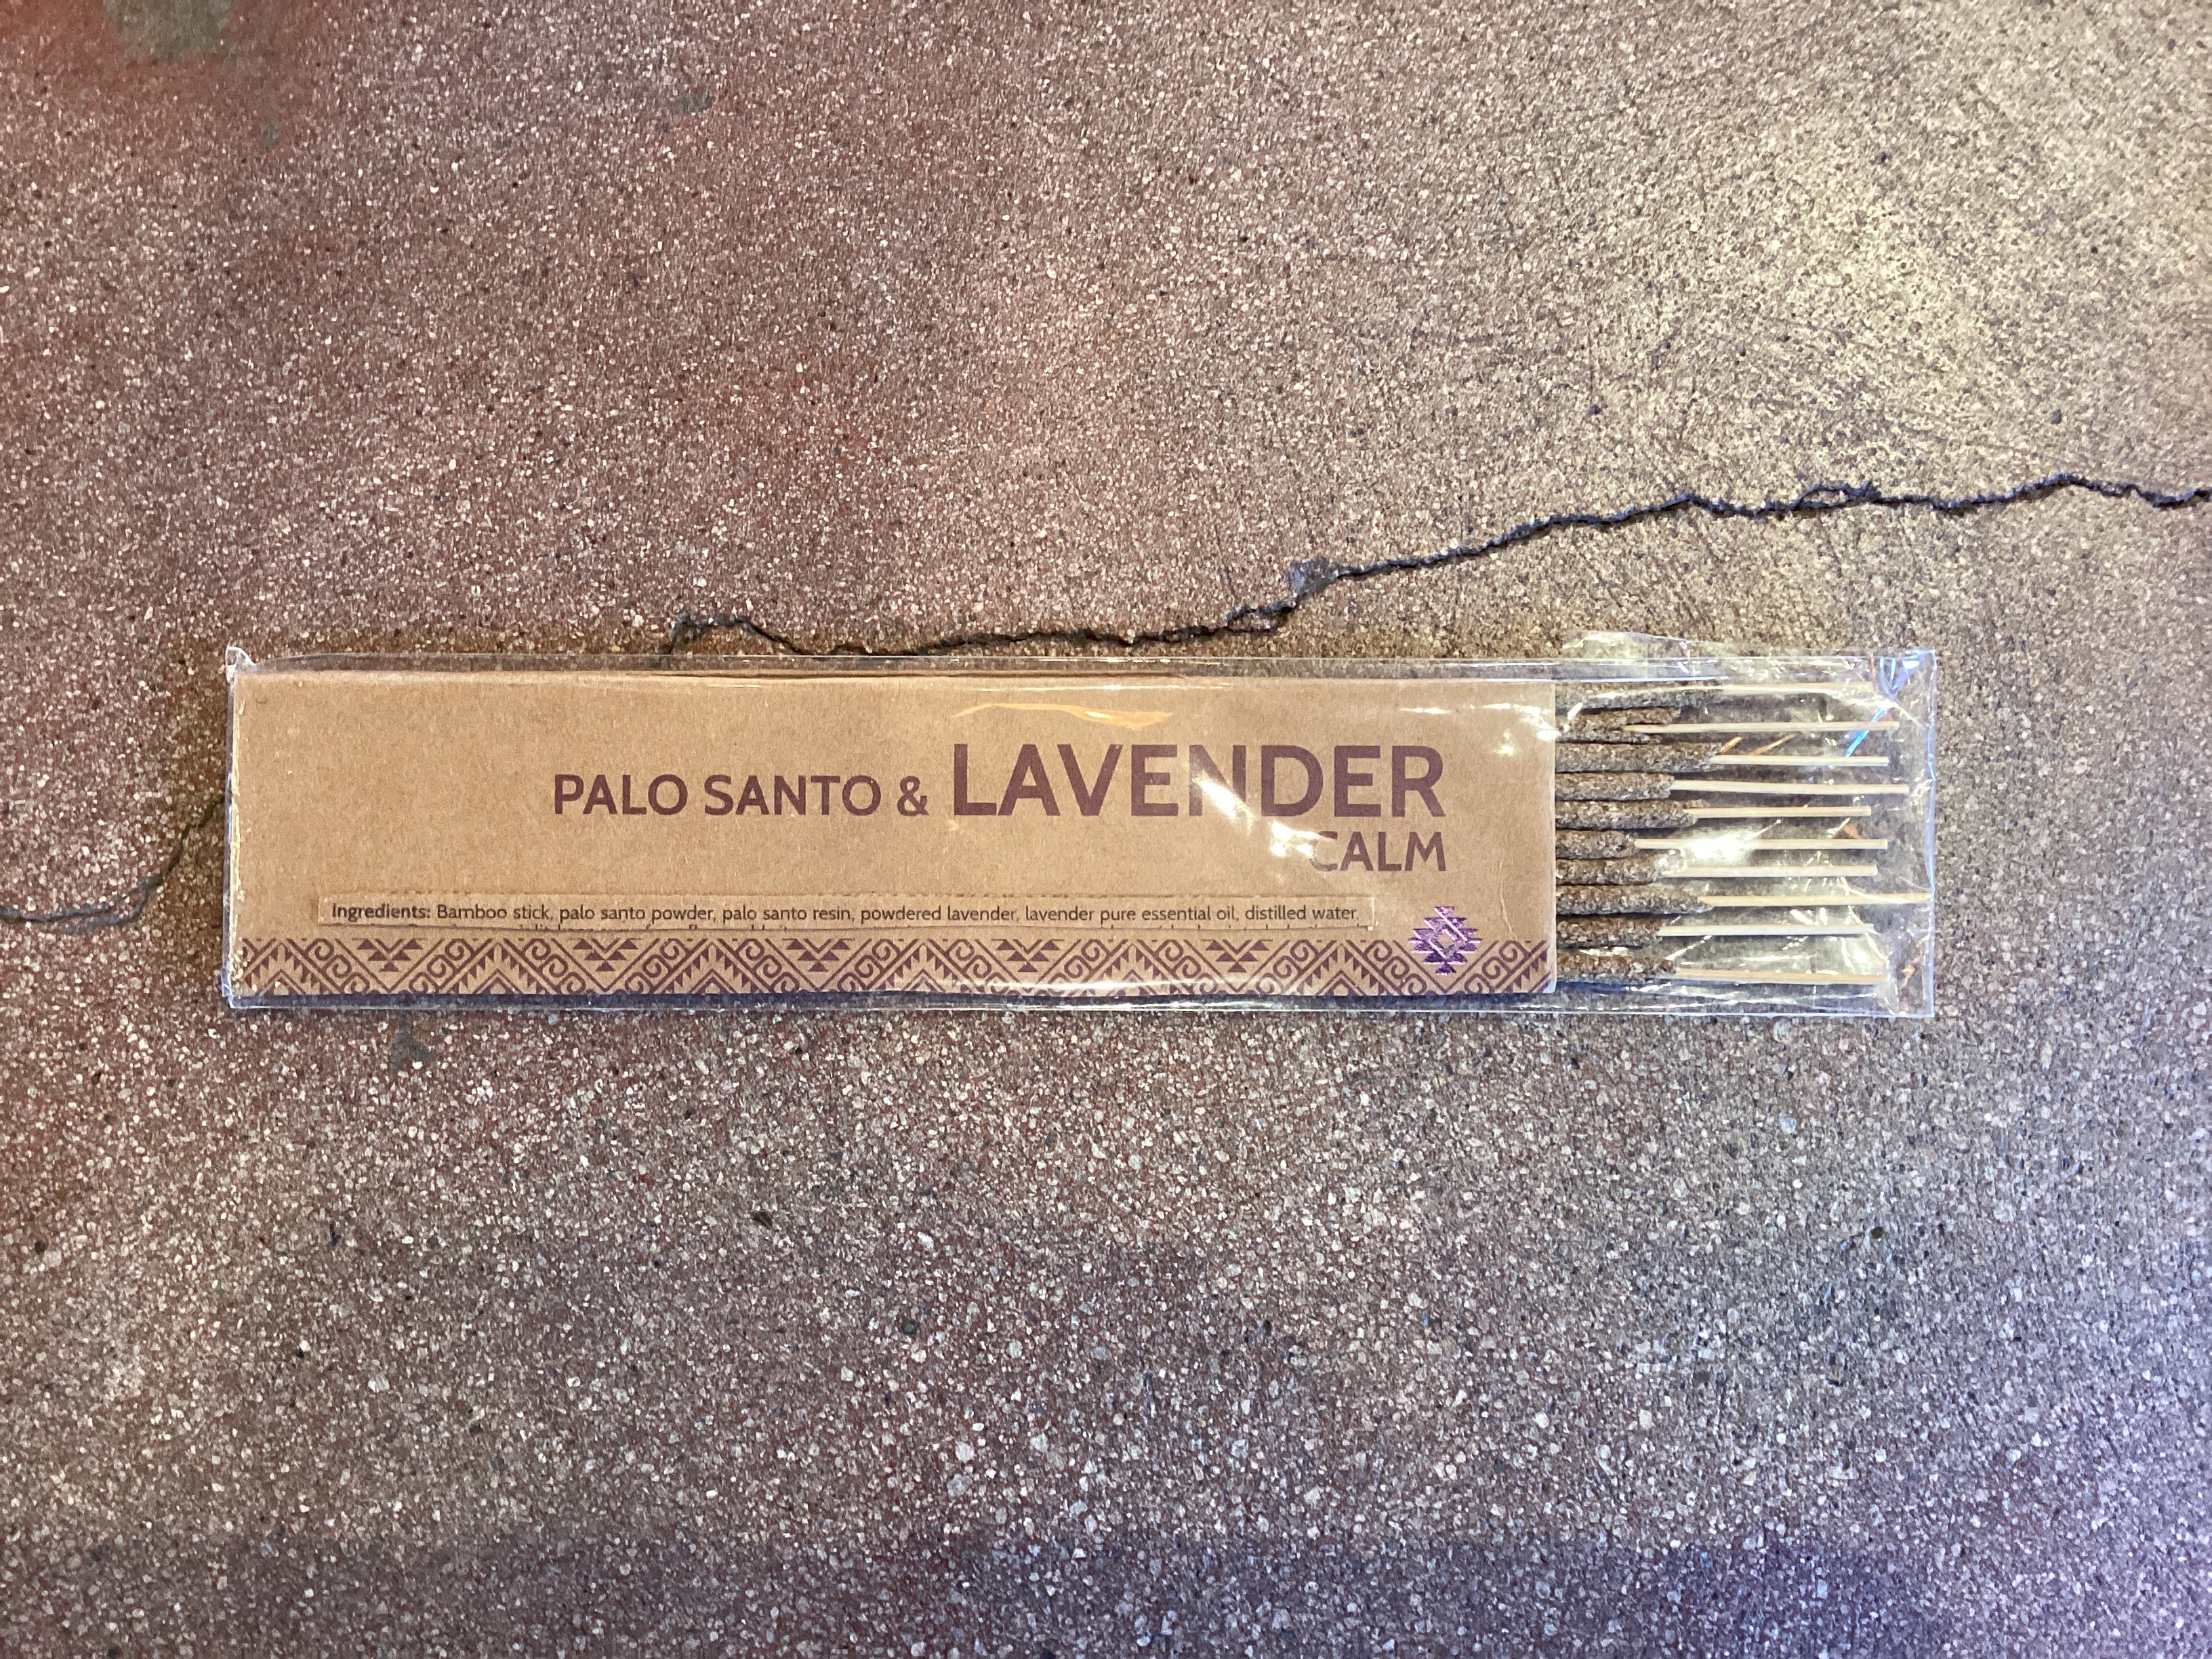 PALO SANTO & LAVENDER
CALM
Ingredients: Bamboo stick, palo santo powder, palo santo resin, powdered lavender, lavender pure essential oil, distilled water.